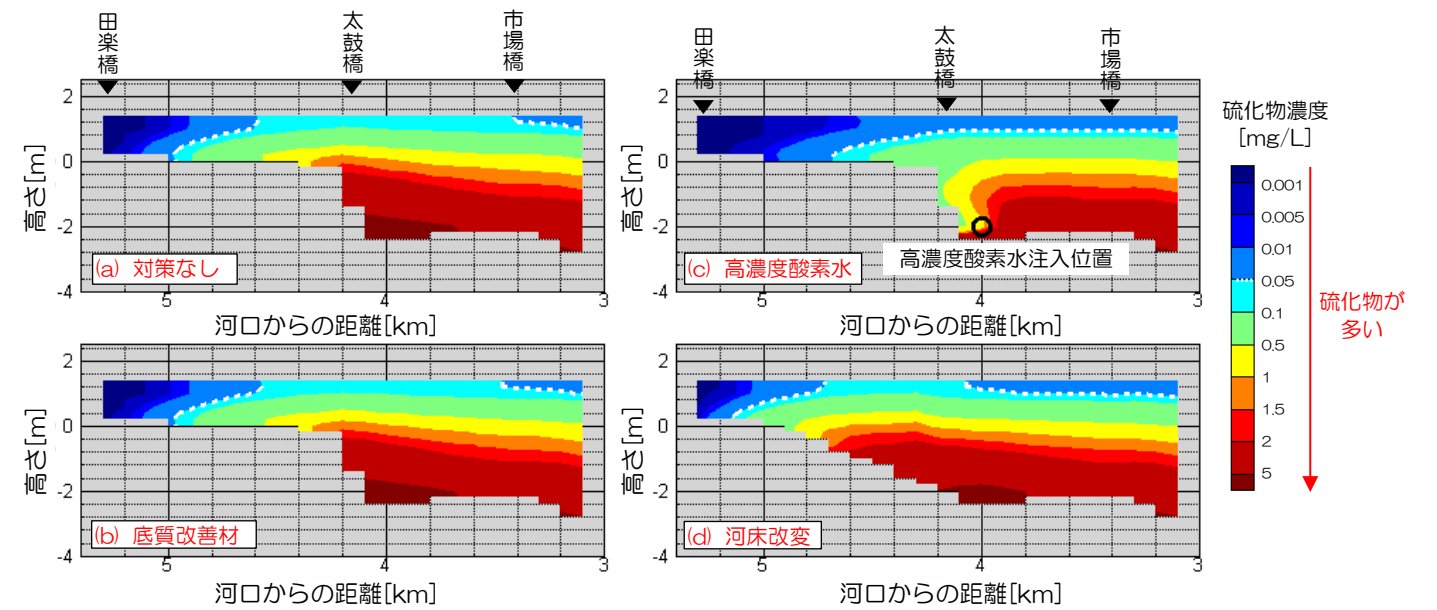 田楽橋
太鼓橋
市場橋
高さ[m]
2
0
-2
-4
(a) 対策なし
5
4
3
河口からの距離[km]
田楽橋
太鼓橋
市場橋
高さ[m]
2
0
-2
-4
高濃度酸素水注入位置
(c) 高濃度酸素水
5
4
3
河口からの距離[km]
高さ[m]
2
0
-2
-4
(b) 底質改善材
5
4
3
河口からの距離[km]
高さ[m]
2
0
-2
-4
(d) 河床改変
5
4
3
河口からの距離[km]
硫化物濃度
[mg/L]
0.001
0.005
0.01
0.05
0.1
0.5
1
1.5
2
5
硫化物が
多い